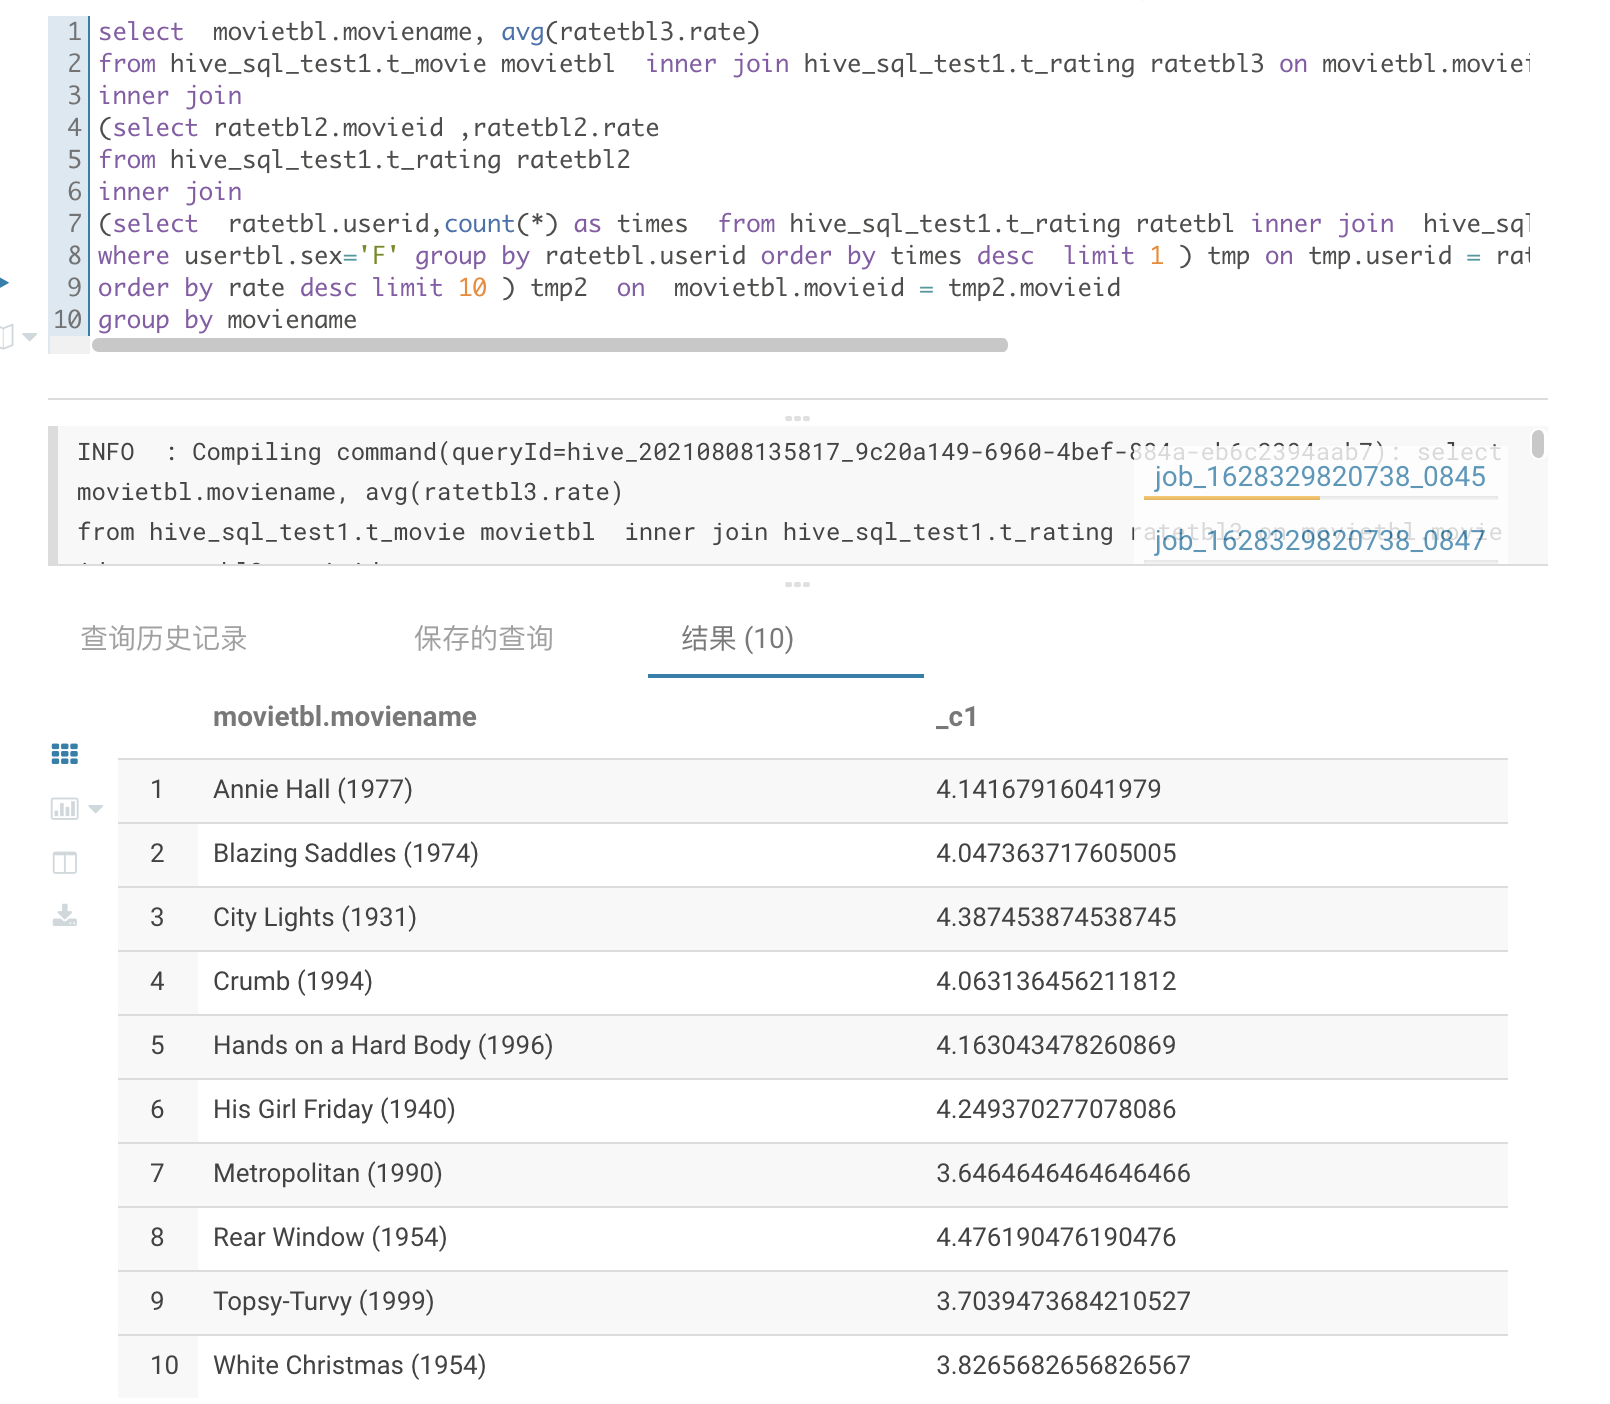 1 select  movietbl.moviename, avg(ratetbl3.rate)
2 from hive_sql_test1.t_movie movietbl  inner join hive_sql_test1.t_rating ratetbl3 on movietbl.moviei
3 inner join
4 (select ratetbl2.movieid ,ratetbl2.rate
5 from hive_sql_test1.t_rating ratetbl2
6 inner join
7 (select  ratetbl.userid,count(*) as times  from hive_sql_test1.t_rating ratetbl inner join  hive_sql
8 where usertbl.sex='F' group by ratetbl.userid order by times desc  limit 1 ) tmp on tmp.userid = rat
9 order by rate desc limit 10 ) tmp2  on  movietbl.movieid = tmp2.movieid
10 group by moviename
INFO  : Compiling command(queryId=hive_20210808135817_9c20a149-6960-4bef-884a-eb6c2394aab7): select
job_1628329820738_0845
movietbl.moviename, avg(ratetbl3.rate)
from hive_sql_test1.t_movie movietbl  inner join hive_sql_test1.t_rating ratetbl3 on movietbl.movie
job_1628329820738_0847
查询历史记录 保存的查询 结果 (10)
movietbl.moviename _c1
1 Annie Hall (1977) 4.14167916041979
2 Blazing Saddles (1974) 4.047363717605005
3 City Lights (1931) 4.387453874538745
4 Crumb (1994) 4.063136456211812
5 Hands on a Hard Body (1996) 4.163043478260869
6 His Girl Friday (1940) 4.249370277078086
7 Metropolitan (1990) 3.6464646464646466
8 Rear Window (1954) 4.476190476190476
9 Topsy-Turvy (1999) 3.7039473684210527
10 White Christmas (1954) 3.8265682656826567